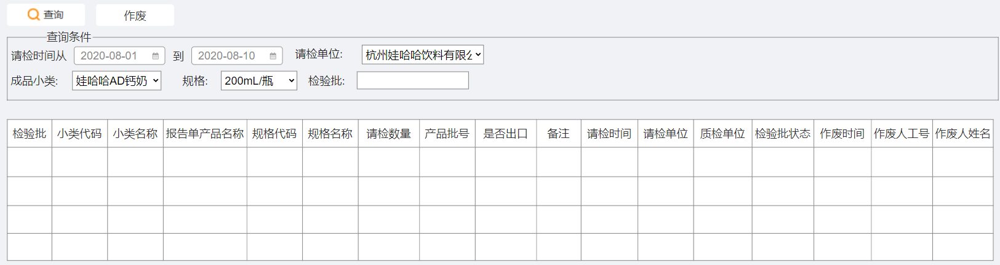 查询 作废
查询条件
请检时间从 2020-08-01 到 2020-08-10 请检单位: 杭州娃哈哈饮料有限公
成品小类: 娃哈哈AD钙奶 规格: 200mL/瓶 检验批:
检验批 小类代码 小类名称 报告单产品名称 规格代码 规格名称 请检数量 产品批号 是否出口 备注 请检时间 请检单位 质检单位 检验批状态 作废时间 作废人工号 作废人姓名